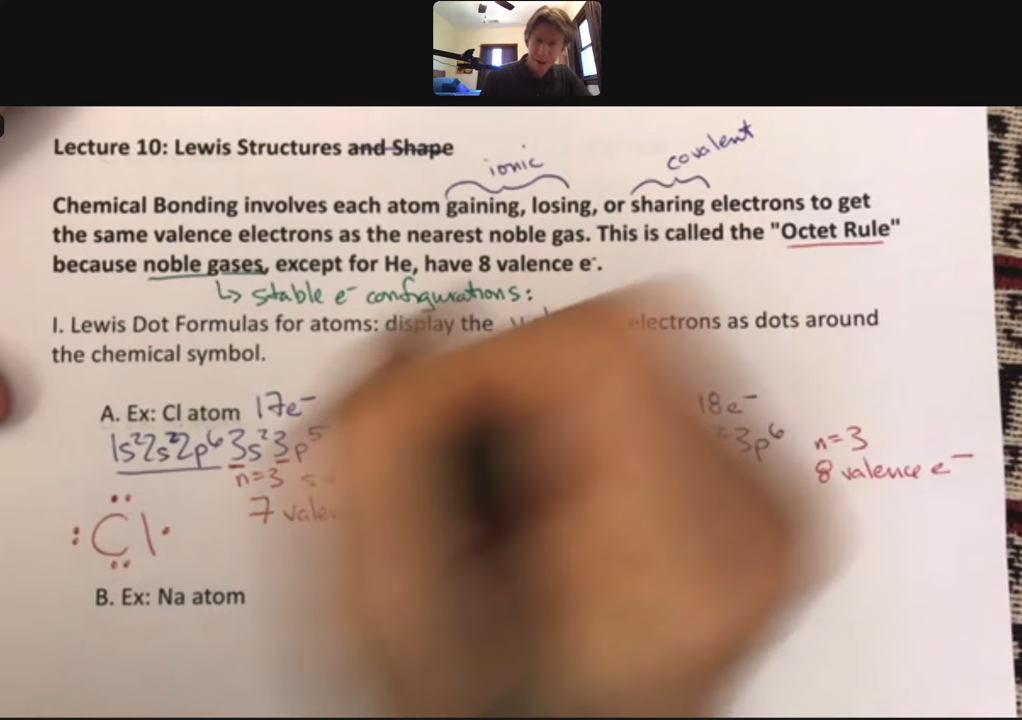 Lecture 10: Lewis Structures and Shape
ionic
covalent
Chemical Bonding involves each atom gaining, losing, or sharing electrons to get
the same valence electrons as the nearest noble gas. This is called the "Octet Rule"
because noble gases, except for He, have 8 valence e⁻.
↳ stable e⁻ configurations:
I. Lewis Dot Formulas for atoms: display the electrons as dots around
the chemical symbol.
A. Ex: Cl atom 17e⁻ 18e⁻
1s²2s²2p⁶3s²3p⁵ 3p⁶ n=3
n=3 8 valence e⁻
7
Cl
B. Ex: Na atom